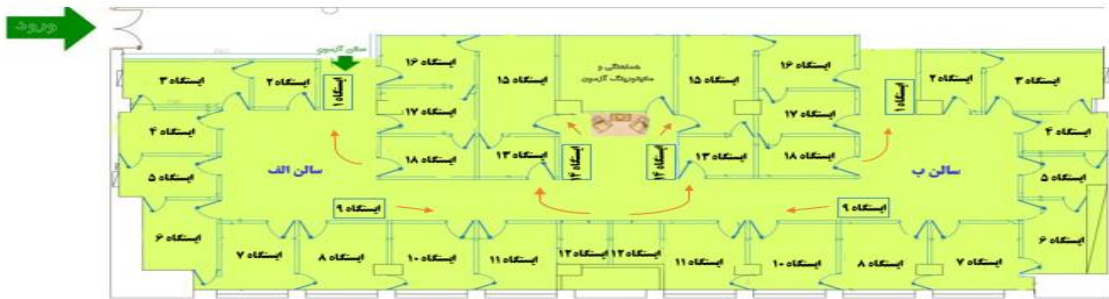 ورود
سالن آزمون
هماهنگی و
مانیتورینگ آزمون
ایستگاه ۱
ایستگاه ۲
ایستگاه ۳
ایستگاه ۴
ایستگاه ۵
ایستگاه ۶
ایستگاه ۷
ایستگاه ۸
ایستگاه ۹
ایستگاه ۱۰
ایستگاه ۱۱
ایستگاه ۱۲
ایستگاه ۱۳
ایستگاه ۱۴
ایستگاه ۱۵
ایستگاه ۱۶
ایستگاه ۱۷
ایستگاه ۱۸
سالن الف
ایستگاه ۱
ایستگاه ۲
ایستگاه ۳
ایستگاه ۴
ایستگاه ۵
ایستگاه ۶
ایستگاه ۷
ایستگاه ۸
ایستگاه ۹
ایستگاه ۱۰
ایستگاه ۱۱
ایستگاه ۱۲
ایستگاه ۱۳
ایستگاه ۱۴
ایستگاه ۱۵
ایستگاه ۱۶
ایستگاه ۱۷
ایستگاه ۱۸
سالن ب